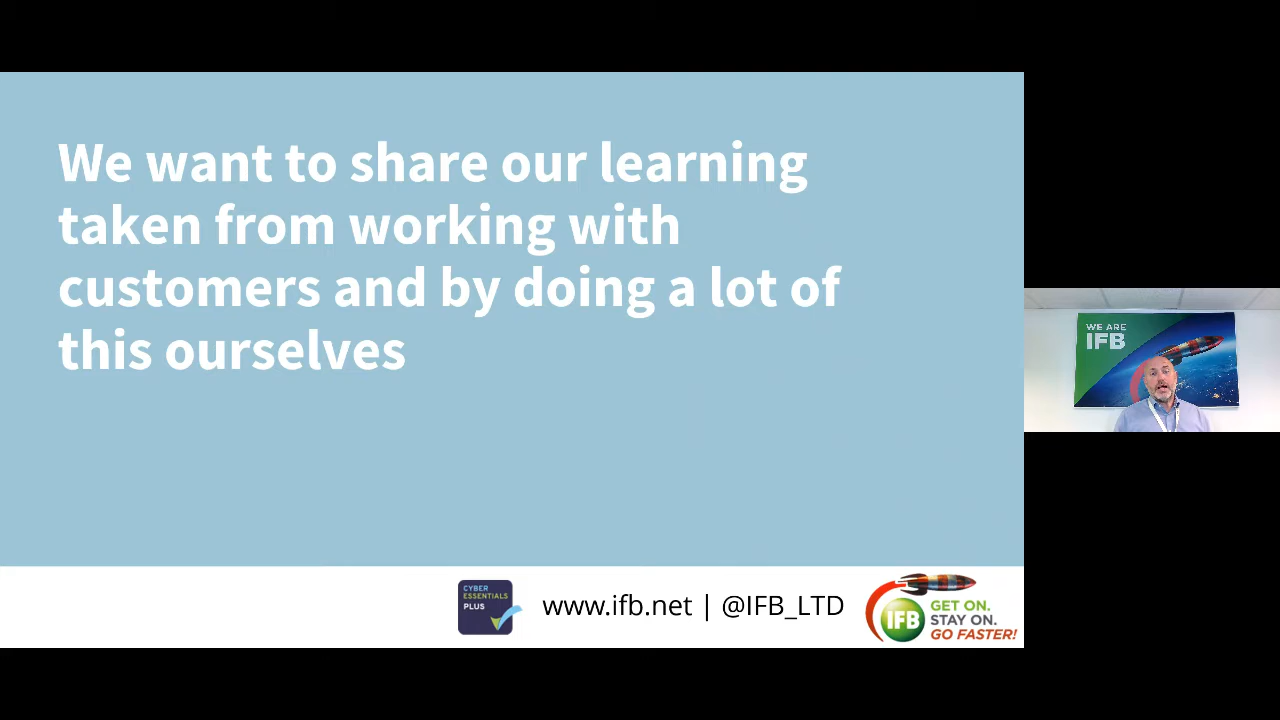 We want to share our learning
taken from working with
customers and by doing a lot of
this ourselves
WE ARE
IFB
CYBER
ESSENTIALS
PLUS
www.ifb.net | @IFB_LTD
IFB
GET ON.
STAY ON.
GO FASTER!